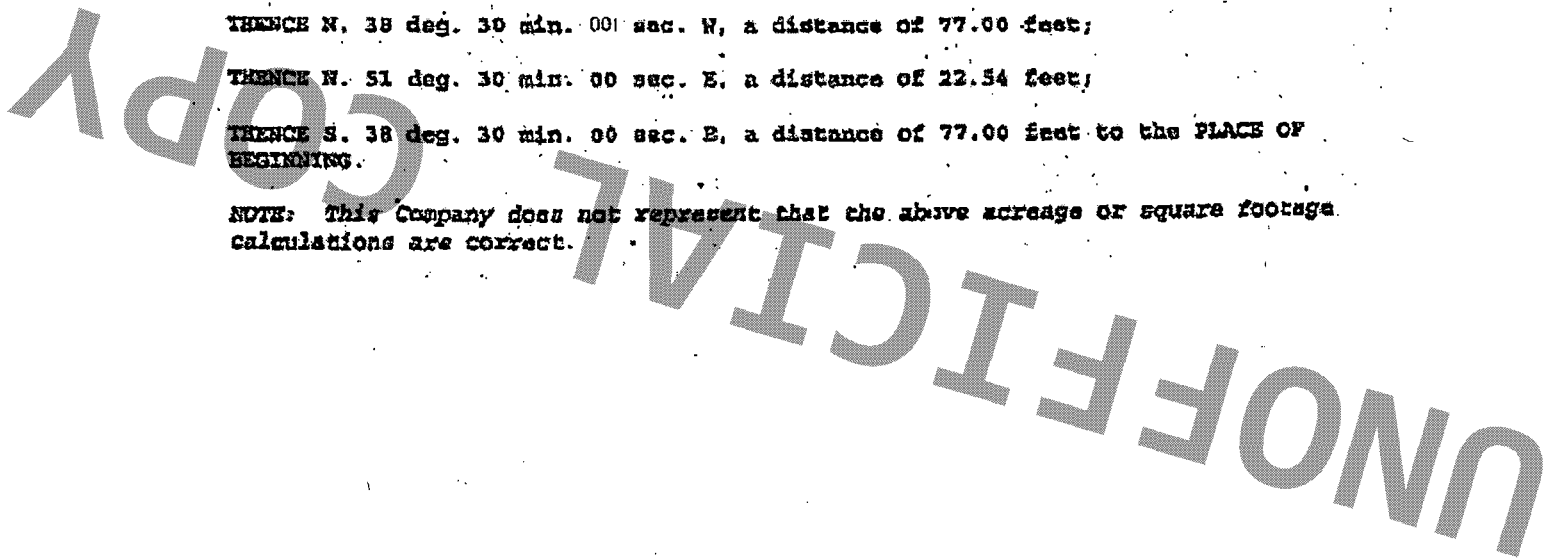 THENCE N. 38 deg. 30 min. 001 sec. W, a distance of 77.00 feet;
THENCE N. 51 deg. 30 min. 00 sec. E, a distance of 22.54 feet;
THENCE S. 38 deg. 30 min. 00 sec. E, a distance of 77.00 feet to the PLACE OF
BEGINNING.
NOTE: This Company does not represent that the above acreage or square footage
calculations are correct.
UNOFFICIAL COPY